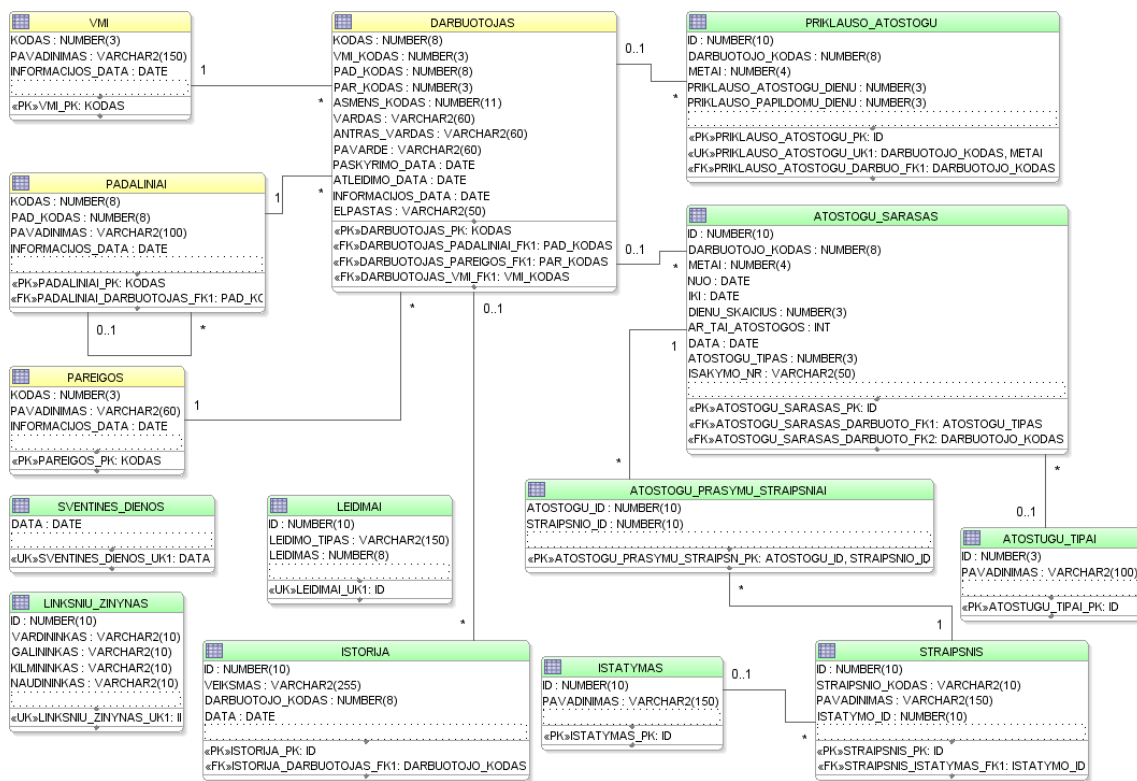 VMI
KODAS : NUMBER(3)
PAVADINIMAS : VARCHAR2(150)
INFORMACIJOS_DATA : DATE
«PK»VMI_PK: KODAS
1
*
DARBUOTOJAS
KODAS : NUMBER(8)
VMI_KODAS : NUMBER(3)
PAD_KODAS : NUMBER(8)
PAR_KODAS : NUMBER(3)
ASMENS_KODAS : NUMBER(11)
VARDAS : VARCHAR2(60)
ANTRAS_VARDAS : VARCHAR2(60)
PAVARDE : VARCHAR2(60)
PASKYRIMO_DATA : DATE
ATLEIDIMO_DATA : DATE
INFORMACIJOS_DATA : DATE
ELPASTAS : VARCHAR2(50)
«PK»DARBUOTOJAS_PK: KODAS
«FK»DARBUOTOJAS_PADALINIAI_FK1: PAD_KODAS
«FK»DARBUOTOJAS_PAREIGOS_FK1: PAR_KODAS
«FK»DARBUOTOJAS_VMI_FK1: VMI_KODAS
0..1
*
PRIKLAUSO_ATOSTOGU
ID : NUMBER(10)
DARBUOTOJO_KODAS : NUMBER(8)
METAI : NUMBER(4)
PRIKLAUSO_ATOSTOGU_DIENU : NUMBER(3)
PRIKLAUSO_PAPILDOMU_DIENU : NUMBER(3)
«PK»PRIKLAUSO_ATOSTOGU_PK: ID
«UK»PRIKLAUSO_ATOSTOGU_UK1: DARBUOTOJO_KODAS, METAI
«FK»PRIKLAUSO_ATOSTOGU_DARBUO_FK1: DARBUOTOJO_KODAS
PADALINIAI
KODAS : NUMBER(8)
PAD_KODAS : NUMBER(8)
PAVADINIMAS : VARCHAR2(100)
INFORMACIJOS_DATA : DATE
«PK»PADALINIAI_PK: KODAS
«FK»PADALINIAI_DARBUOTOJAS_FK1: PAD_KO
1
*
0..1
*
0..1
*
ATOSTOGU_SARASAS
ID : NUMBER(10)
DARBUOTOJO_KODAS : NUMBER(8)
METAI : NUMBER(4)
NUO : DATE
IKI : DATE
DIENU_SKAICIUS : NUMBER(3)
AR_TAI_ATOSTOGOS : INT
DATA : DATE
ATOSTOGU_TIPAS : NUMBER(3)
ISAKYMO_NR : VARCHAR2(50)
«PK»ATOSTOGU_SARASAS_PK: ID
«FK»ATOSTOGU_SARASAS_DARBUOTO_FK1: ATOSTOGU_TIPAS
«FK»ATOSTOGU_SARASAS_DARBUOTO_FK2: DARBUOTOJO_KODAS
*
0..1
1
*
PAREIGOS
KODAS : NUMBER(3)
PAVADINIMAS : VARCHAR2(60)
INFORMACIJOS_DATA : DATE
«PK»PAREIGOS_PK: KODAS
1
*
0..1
SVENTINES_DIENOS
DATA : DATE
«UK»SVENTINES_DIENOS_UK1: DATA
LEIDIMAI
ID : NUMBER(10)
LEIDIMO_TIPAS : VARCHAR2(150)
LEIDIMAS : NUMBER(8)
«UK»LEIDIMAI_UK1: ID
ATOSTOGU_PRASYMU_STRAIPSNIAI
ATOSTOGU_ID : NUMBER(10)
STRAIPSNIO_ID : NUMBER(10)
«PK»ATOSTOGU_PRASYMU_STRAIPSN_PK: ATOSTOGU_ID, STRAIPSNIO_ID
*
1
ATOSTUGU_TIPAI
ID : NUMBER(3)
PAVADINIMAS : VARCHAR2(100)
«PK»ATOSTUGU_TIPAI_PK: ID
LINKSNIU_ZINYNAS
ID : NUMBER(10)
VARDININKAS : VARCHAR2(10)
GALININKAS : VARCHAR2(10)
KILMININKAS : VARCHAR2(10)
NAUDININKAS : VARCHAR2(10)
«UK»LINKSNIU_ZINYNAS_UK1: I
*
ISTORIJA
ID : NUMBER(10)
VEIKSMAS : VARCHAR2(255)
DARBUOTOJO_KODAS : NUMBER(8)
DATA : DATE
«PK»ISTORIJA_PK: ID
«FK»ISTORIJA_DARBUOTOJAS_FK1: DARBUOTOJO_KODAS
ISTATYMAS
ID : NUMBER(10)
PAVADINIMAS : VARCHAR2(150)
«PK»ISTATYMAS_PK: ID
0..1
*
STRAIPSNIS
ID : NUMBER(10)
STRAIPSNIO_KODAS : VARCHAR2(10)
PAVADINIMAS : VARCHAR2(150)
ISTATYMO_ID : NUMBER(10)
«PK»STRAIPSNIS_PK: ID
«FK»STRAIPSNIS_ISTATYMAS_FK1: ISTATYMO_ID